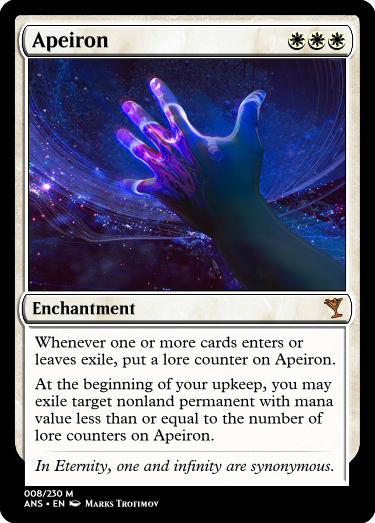 Apeiron
Enchantment
Whenever one or more cards enters or
leaves exile, put a lore counter on Apeiron.
At the beginning of your upkeep, you may
exile target nonland permanent with mana
value less than or equal to the number of
lore counters on Apeiron.
In Eternity, one and infinity are synonymous.
008/230 M
ANS • EN Marks Trofimov